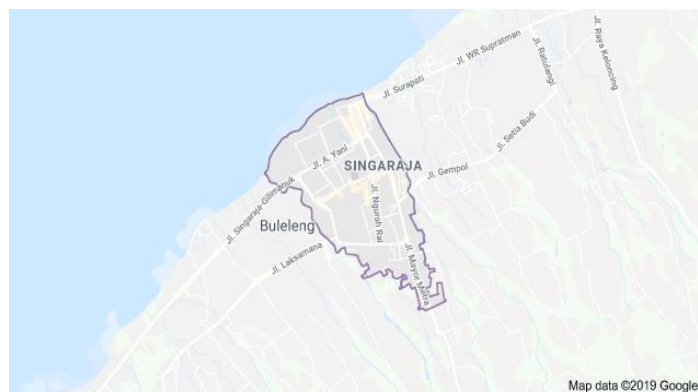 Jl. WR Supratman
Jl. Ratulangi
Jl. Raya Keloncing
Jl. Surapati
Jl. Setia Budi
Jl. A. Yani
SINGARAJA
Jl. Gempol
Jl. Ngurah Rai
Jl. Singaraja-Gilimanuk
Buleleng
Jl. Laksamana
Jl. Mayor Metra
Map data ©2019 Google